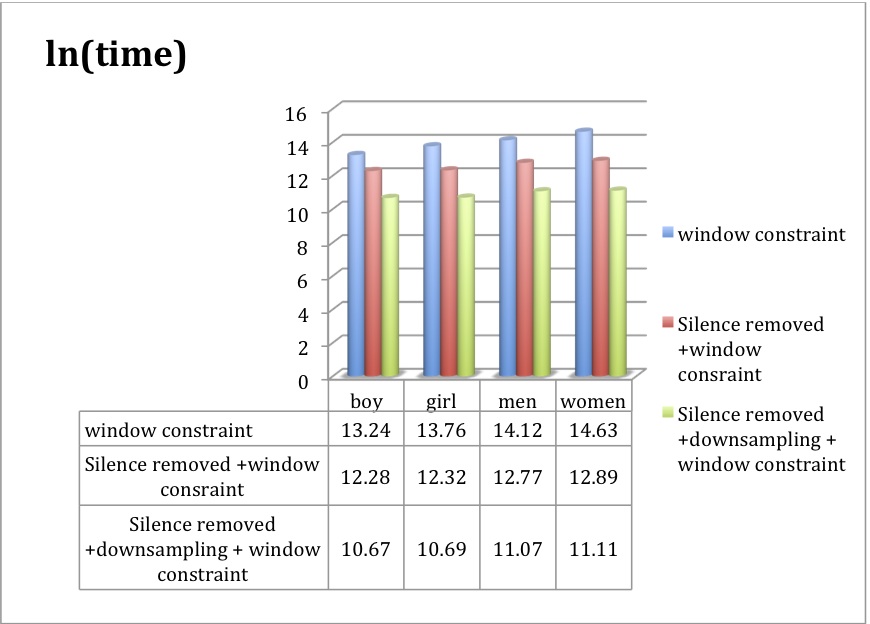 ln(time)
16
14
12
10
8
6
4
2
0
boy girl men women
window constraint 13.24 13.76 14.12 14.63
Silence removed +window
consraint
12.28 12.32 12.77 12.89
Silence removed
+downsampling + window
constraint
10.67 10.69 11.07 11.11
window constraint
Silence removed
+window
consraint
Silence removed
+downsampling +
window constraint